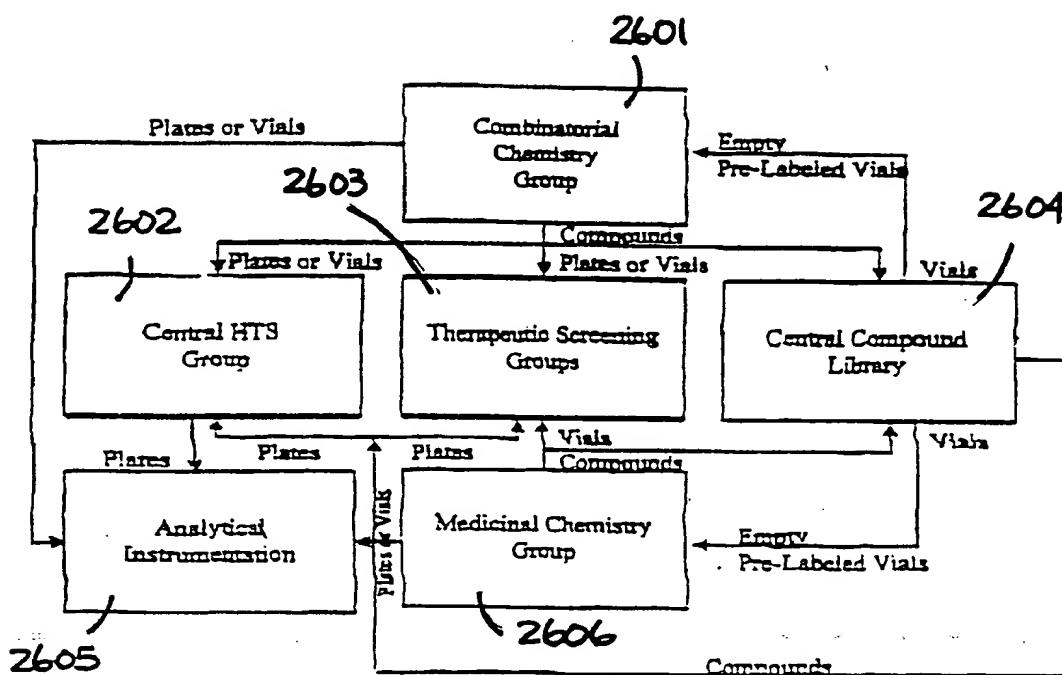 2601
Plates or Vials
Combinatorial
Chemistry
Group
Empty
Pre-Labeled Vials
2603
2602
2604
Compounds
Plates or Vials
Plates or Vials
Vials
Central HTS
Group
Therapeutic Screening
Groups
Central Compound
Library
Plates
Plates
Plates
Vials
Compounds
Vials
Analytical
Instrumentation
Plates or Vials
Medicinal Chemistry
Group
Empty
Pre-Labeled Vials
2605
2606
Compounds